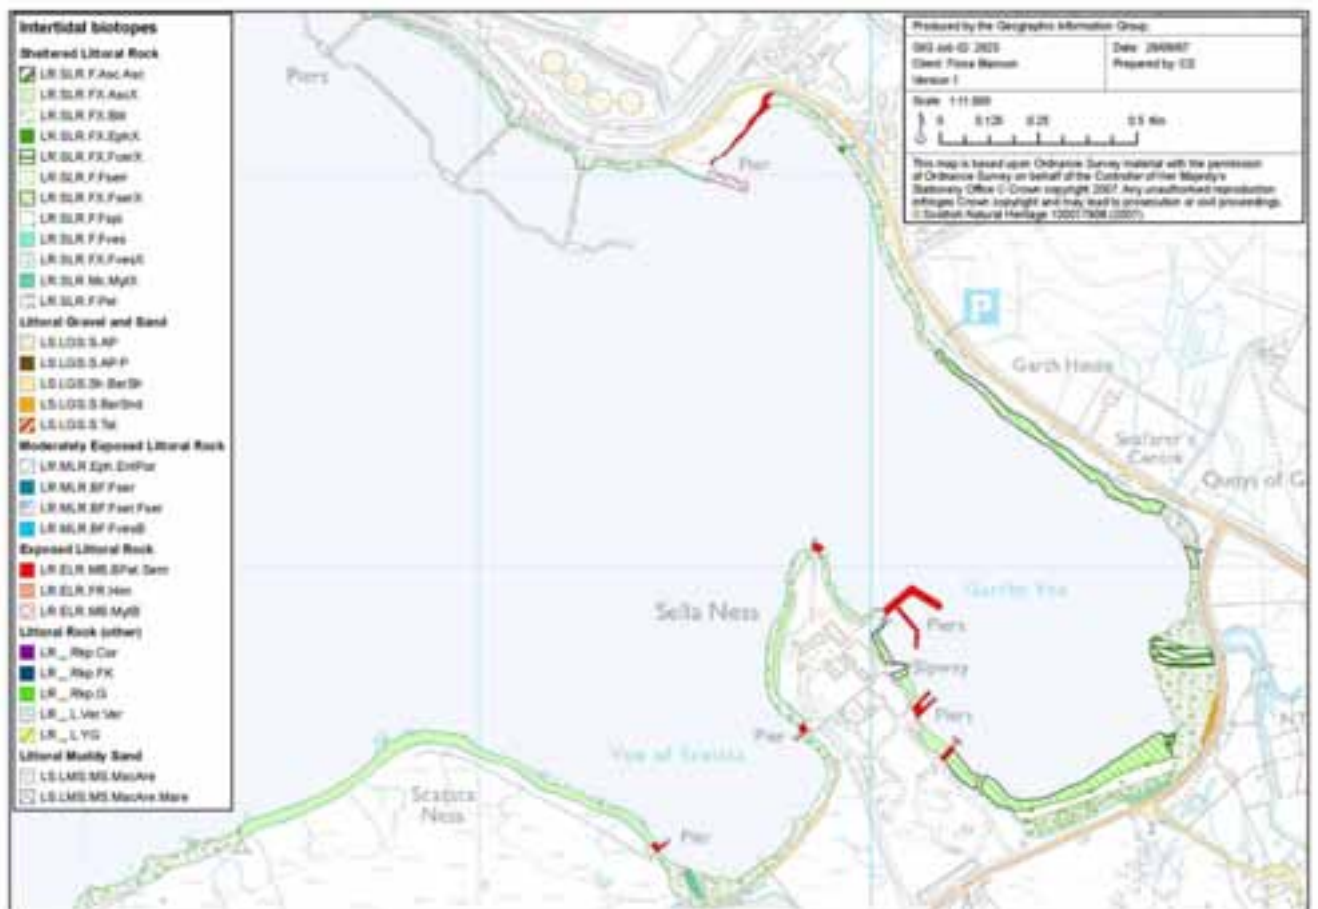 Intertidal biotopes
Sheltered Littoral Rock
LR.SLR.F.Asc.Asc
LR.SLR.FX.AscX
LR.SLR.FX.Bllit
LR.SLR.FX.EphX
LR.SLR.FX.FcerX
LR.SLR.F.Fserr
LR.SLR.FX.FserX
LR.SLR.F.Fspi
LR.SLR.F.Fves
LR.SLR.FX.FvesX
LR.SLR.Mx.MytX
LR.SLR.F.Pel
Littoral Gravel and Sand
LS.LGS.S.AP
LS.LGS.S.AP.P
LS.LGS.Sh.BarSh
LS.LGS.S.BarSnd
LS.LGS.S.Tal
Moderately Exposed Littoral Rock
LR.MLR.Eph.EntPor
LR.MLR.BF.Fser
LR.MLR.BF.Fser.Fser
LR.MLR.BF.FvesB
Exposed Littoral Rock
LR.ELR.MB.BPat.Sem
LR.ELR.FR.Him
LR.ELR.MB.MytB
Littoral Rock (other)
LR._.Rkp.Cor
LR._.Rkp.FK
LR._.Rkp.G
LR._.L.Ver.Ver
LR._.L.YG
Littoral Muddy Sand
LS.LMS.MS.MacAre
LS.LMS.MS.MacAre.Mare
Produced by the Geographic Information Group.
Version 1
Prepared by
Scale
0 0.125 0.25 0.5 Km
This map is based upon Ordnance Survey material with the permission
of Ordnance Survey on behalf of the Controller of Her Majesty's
Stationery Office © Crown copyright 2007. Any unauthorised reproduction
infringes Crown copyright and may lead to prosecution or civil proceedings.
© Scottish Natural Heritage (2007)
Piers
Pier
P
Garth House
Seafarer's
Centre
Quoys of G
Sella Ness
Garths Voe
Piers
Slipway
Piers
Pier
Voe of Scatsta
Scatsta
Ness
Pier